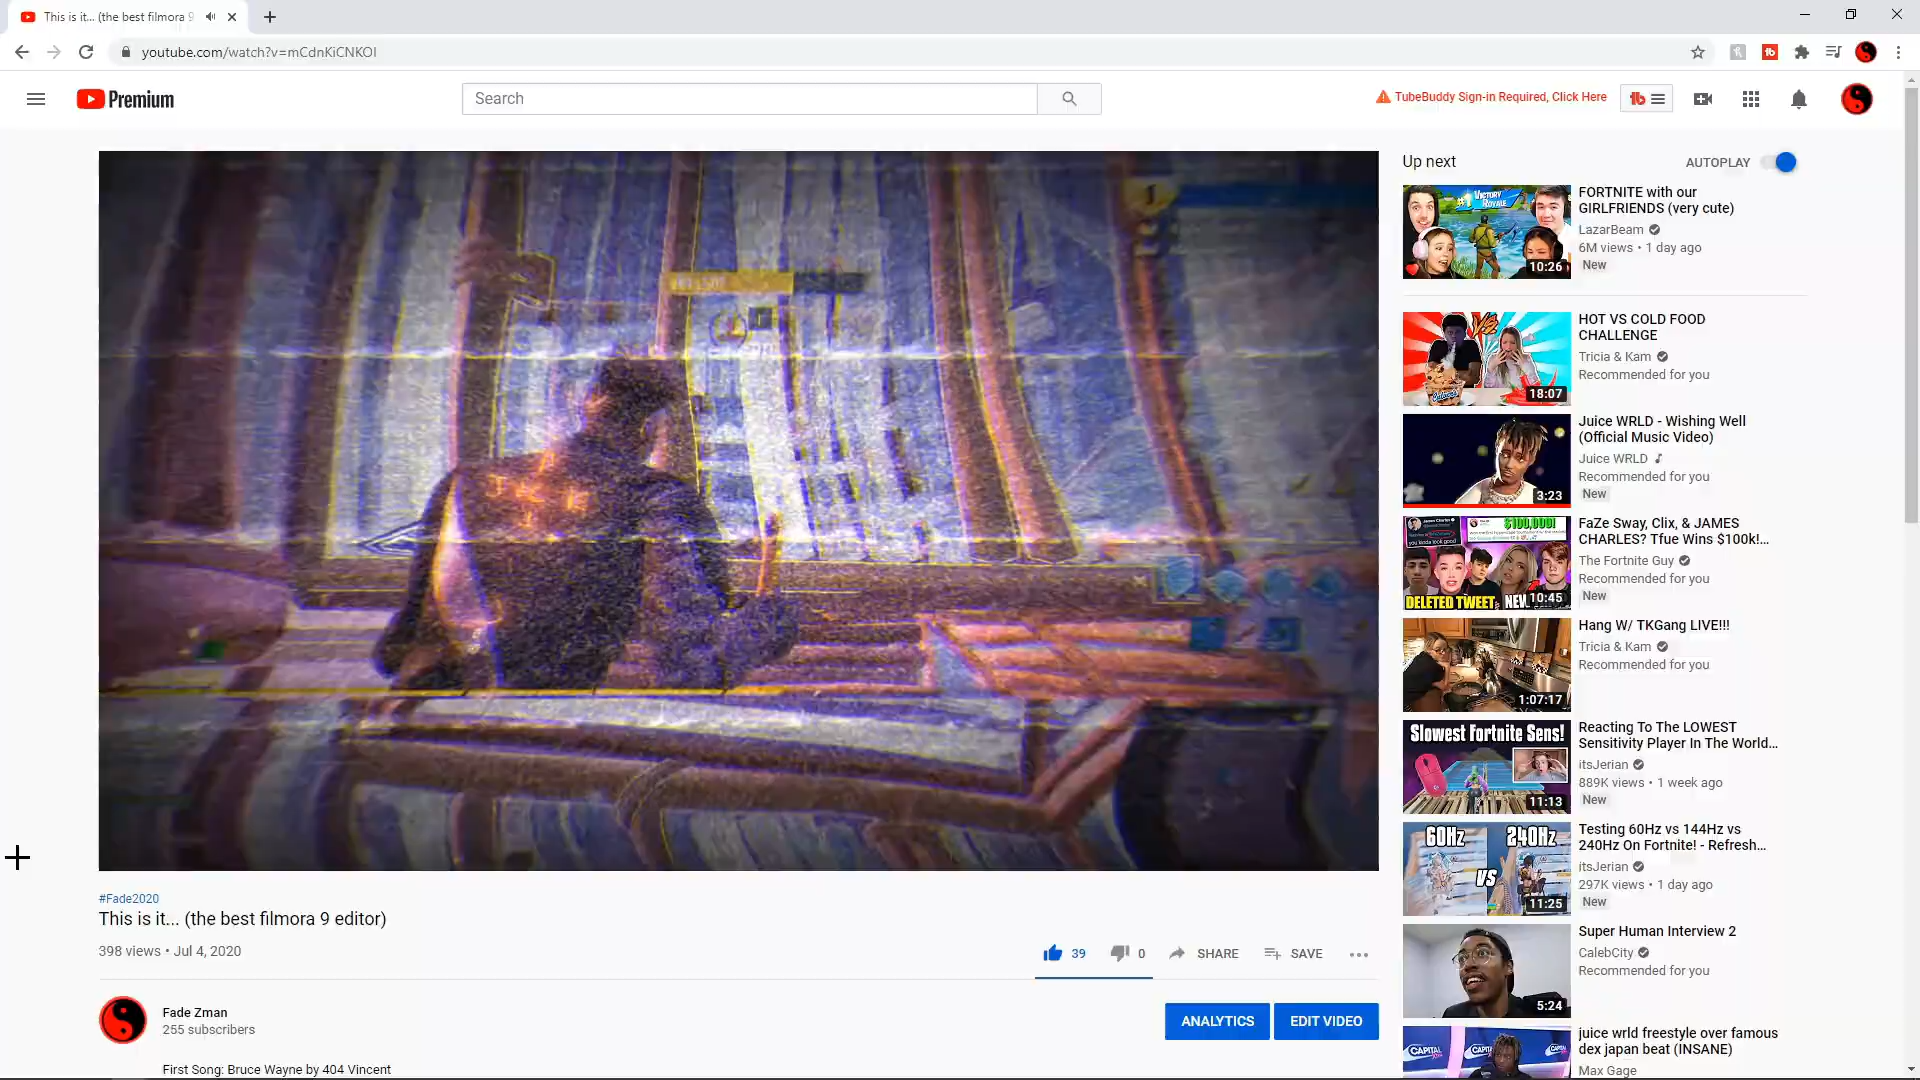 This is it... (the best filmora 9
youtube.com/watch?v=mCdnKiCNKOI
Premium
Search
TubeBuddy Sign-in Required, Click Here
#Fade2020
This is it... (the best filmora 9 editor)
398 views • Jul 4, 2020
39
0
SHARE
SAVE
Fade Zman
255 subscribers
ANALYTICS
EDIT VIDEO
First Song: Bruce Wayne by 404 Vincent
Up next
AUTOPLAY
#1 VICTORY ROYALE
10:26
FORTNITE with our
GIRLFRIENDS (very cute)
LazarBeam
6M views • 1 day ago
New
VS
18:07
HOT VS COLD FOOD
CHALLENGE
Tricia & Kam
Recommended for you
3:23
Juice WRLD - Wishing Well
(Official Music Video)
Juice WRLD
Recommended for you
New
$100,000!
DELETED TWEET
NEW
10:45
FaZe Sway, Clix, & JAMES
CHARLES? Tfue Wins $100k!...
The Fortnite Guy
Recommended for you
New
1:07:17
Hang W/ TKGang LIVE!!!
Tricia & Kam
Recommended for you
Slowest Fortnite Sens!
11:13
Reacting To The LOWEST
Sensitivity Player In The World...
itsJerian
889K views • 1 week ago
New
60Hz
240Hz
VS
11:25
Testing 60Hz vs 144Hz vs
240Hz On Fortnite! - Refresh...
itsJerian
297K views • 1 day ago
New
5:24
Super Human Interview 2
CalebCity
Recommended for you
CAPITAL
juice wrld freestyle over famous
dex japan beat (INSANE)
Max Gage